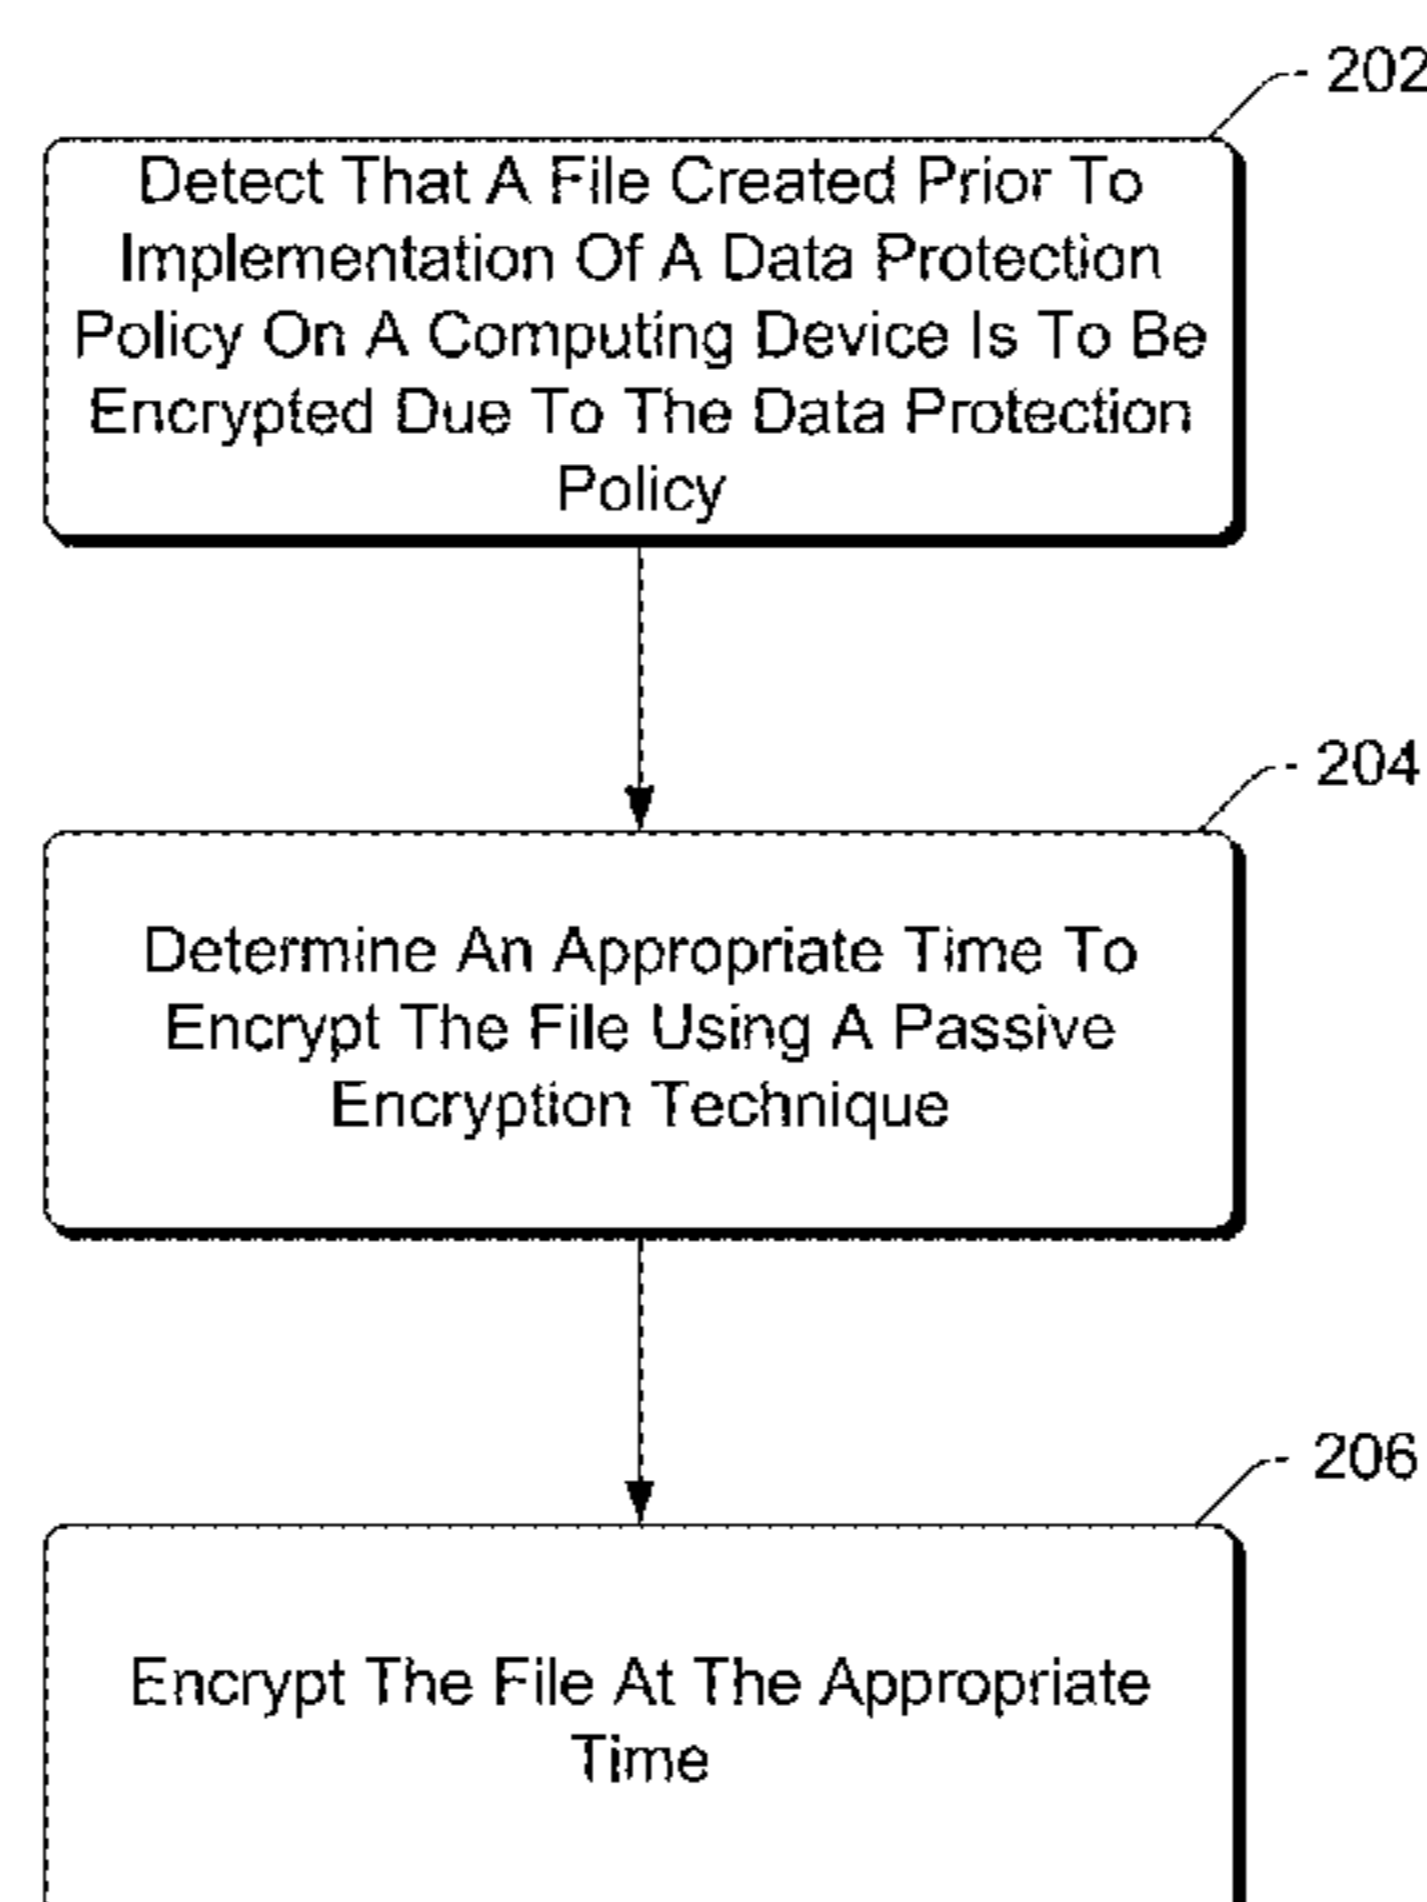 202
Detect That A File Created Prior To
Implementation Of A Data Protection
Policy On A Computing Device Is To Be
Encrypted Due To The Data Protection
Policy
204
Determine An Appropriate Time To
Encrypt The File Using A Passive
Encryption Technique
206
Encrypt The File At The Appropriate
Time